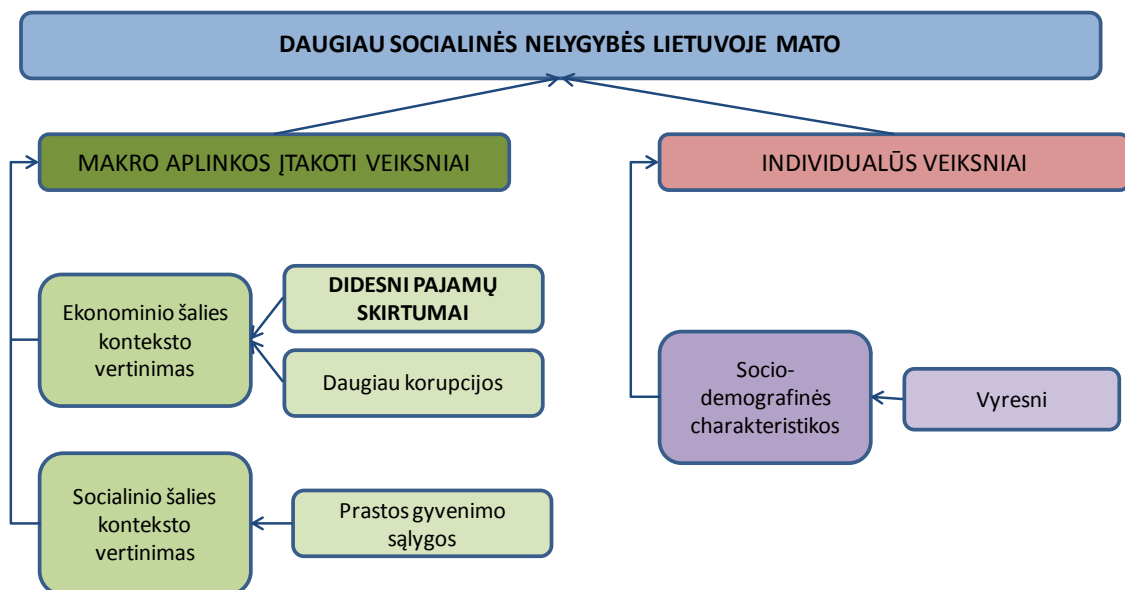 DAUGIAU SOCIALINĖS NELYGYBĖS LIETUVOJE MATO
MAKRO APLINKOS ĮTAKOTI VEIKSNIAI
INDIVIDUALŪS VEIKSNIAI
Ekonominio šalies
konteksto
vertinimas
DIDESNI PAJAMŲ
SKIRTUMAI
Daugiau korupcijos
Socialinio šalies
konteksto
vertinimas
Prastos gyvenimo
sąlygos
Socio-
demografinės
charakteristikos
Vyresni